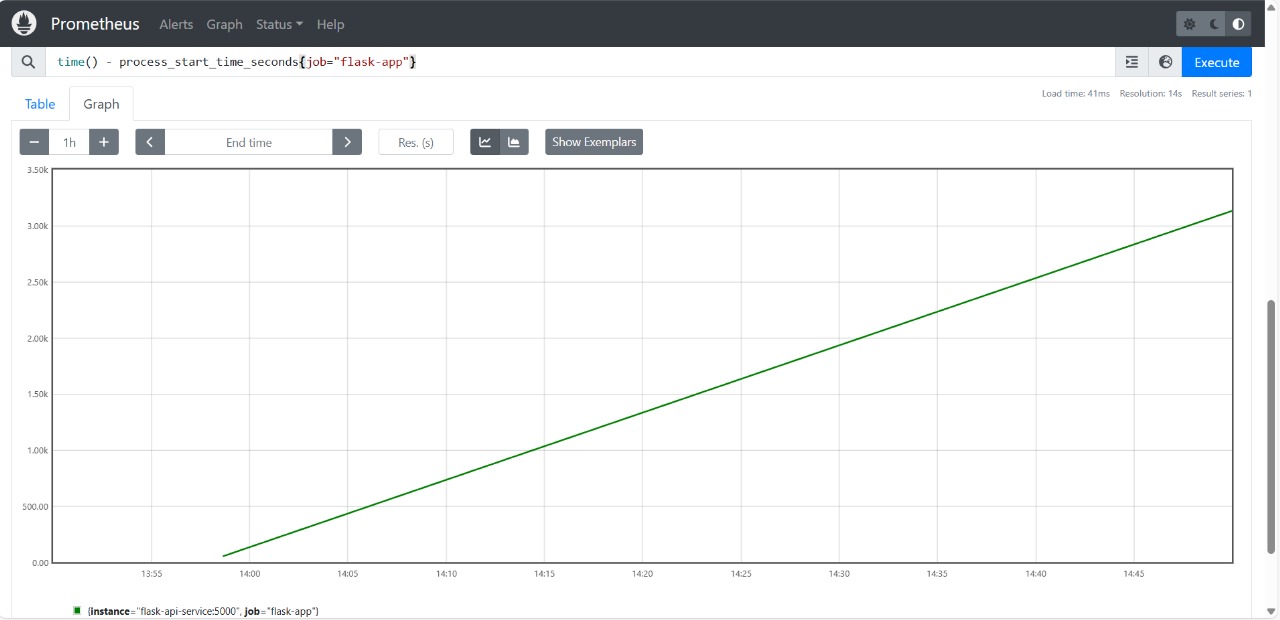 Prometheus Alerts Graph Status Help
time() - process_start_time_seconds{job="flask-app"} Execute
Load time: 41ms Resolution: 14s Result series: 1
Table Graph
1h End time Res. (s) Show Exemplars
3.50k
3.00k
2.50k
2.00k
1.50k
1.00k
500.00
0.00
13:55 14:00 14:05 14:10 14:15 14:20 14:25 14:30 14:35 14:40 14:45
{instance="flask-api-service:5000", job="flask-app"}